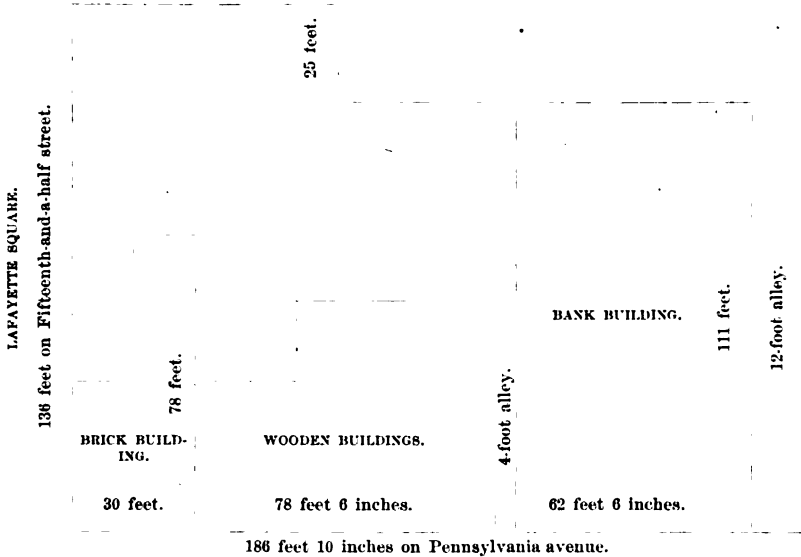 25 feet.
LAFAYETTE SQUARE.
136 feet on Fifteenth-and-a-half street.
BANK BUILDING.
111 feet.
12-foot alley.
78 feet.
4-foot alley.
BRICK BUILD-
ING.
WOODEN BUILDINGS.
30 feet.
78 feet 6 inches.
62 feet 6 inches.
186 feet 10 inches on Pennsylvania avenue.